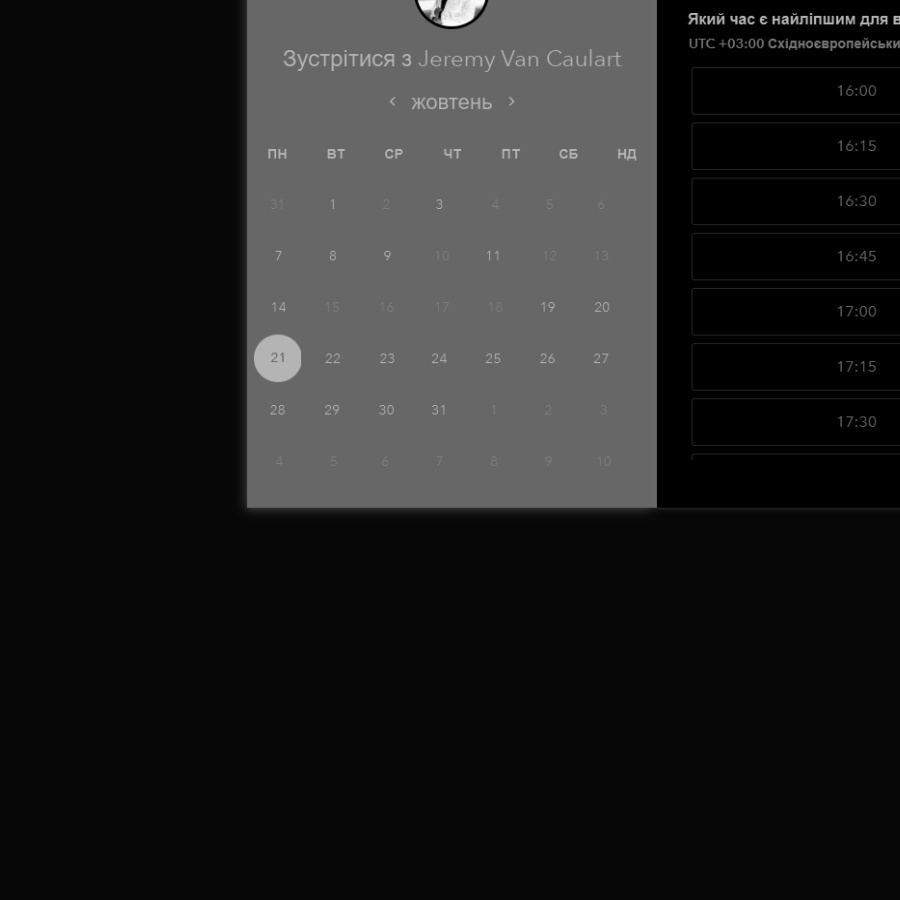 Зустрітися з Jeremy Van Caulart
‹ жовтень ›
ПН ВТ СР ЧТ ПТ СБ НД
31 1 2 3 4 5 6
7 8 9 10 11 12 13
14 15 16 17 18 19 20
21 22 23 24 25 26 27
28 29 30 31 1 2 3
4 5 6 7 8 9 10
Який час є найліпшим для
UTC +03:00
16:00
16:15
16:30
16:45
17:00
17:15
17:30